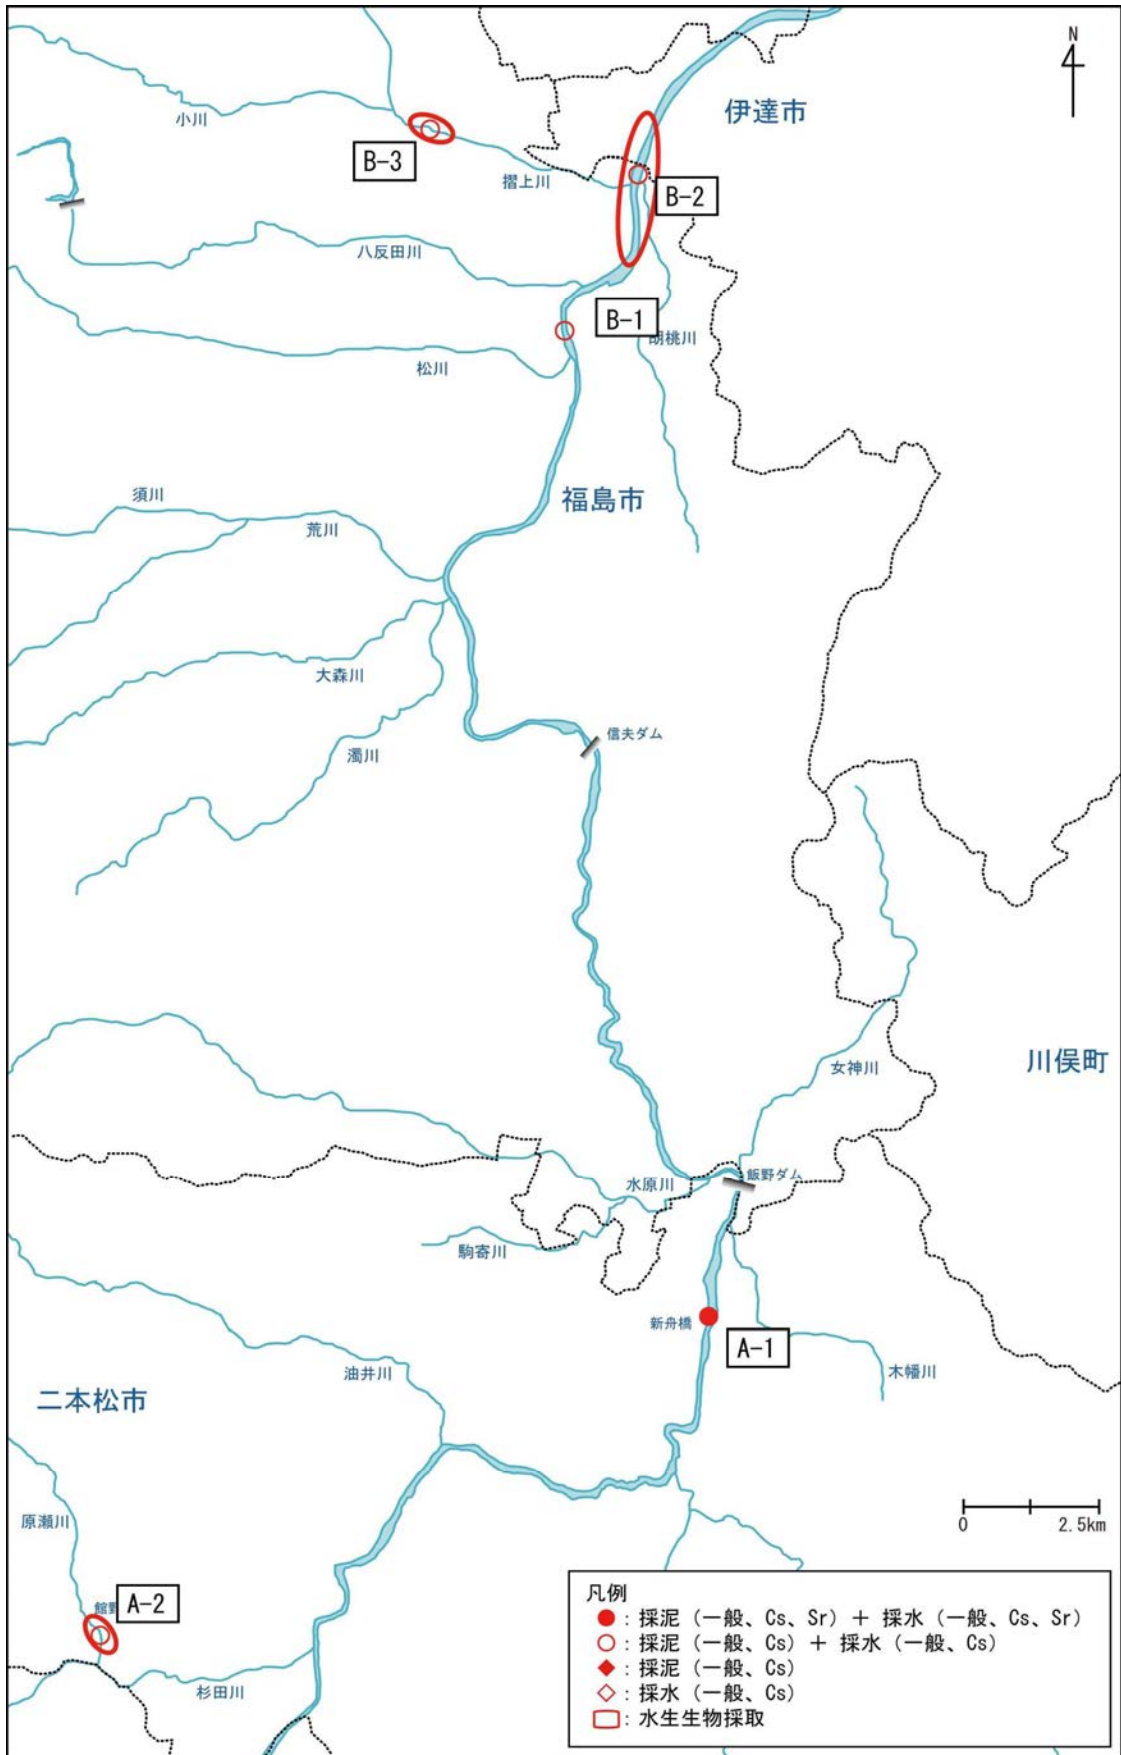 N
伊達市
小川
B-3
摺上川
B-2
八反田川
B-1
胡桃川
松川
須川
福島市
荒川
大森川
信夫ダム
濁川
川俣町
女神川
飯野ダム
水原川
駒寄川
新舟橋
A-1
油井川
木幡川
二本松市
原瀬川
0 2.5km
A-2
杉田川
凡例
：採泥（一般、Cs、Sr）＋ 採水（一般、Cs、Sr）
：採泥（一般、Cs）＋ 採水（一般、Cs）
：採泥（一般、Cs）
：採水（一般、Cs）
：水生生物採取